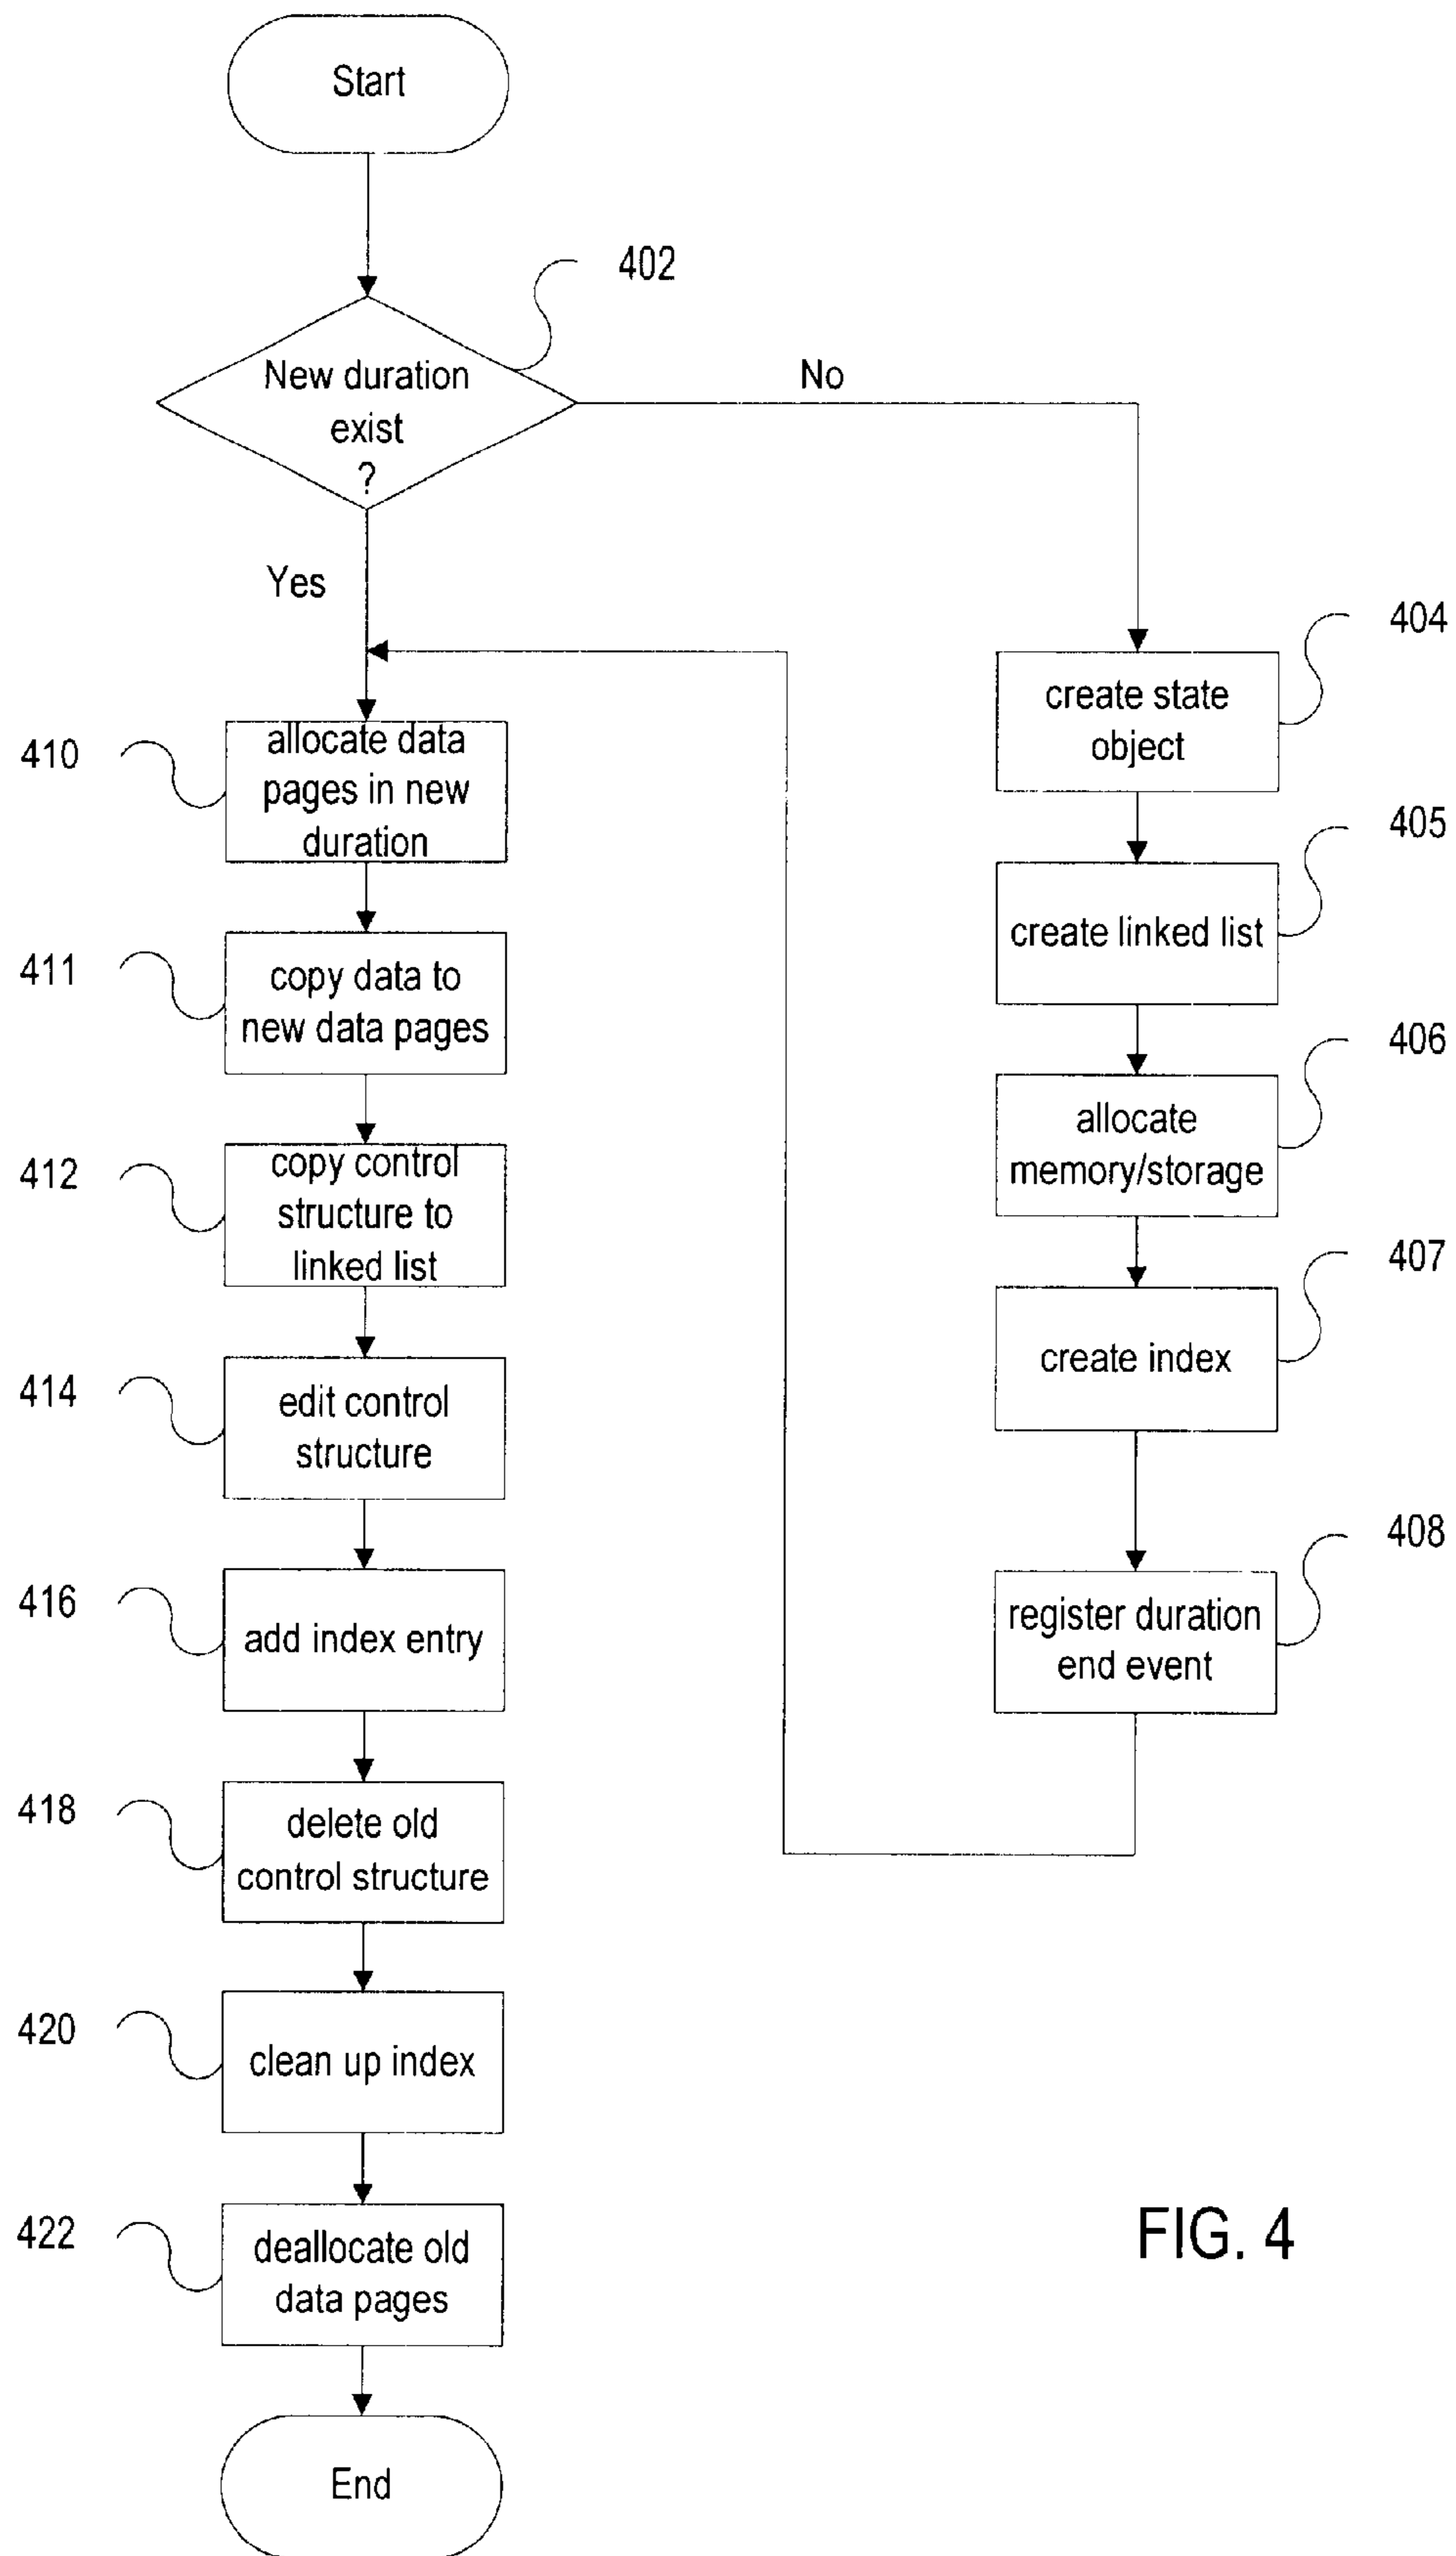 Start
402
New duration
exist
?
No
Yes
404
create state
object
405
create linked list
406
allocate
memory/storage
407
create index
408
register duration
end event
410
allocate data
pages in new
duration
411
copy data to
new data pages
412
copy control
structure to
linked list
414
edit control
structure
416
add index entry
418
delete old
control structure
420
clean up index
422
deallocate old
data pages
End
FIG. 4